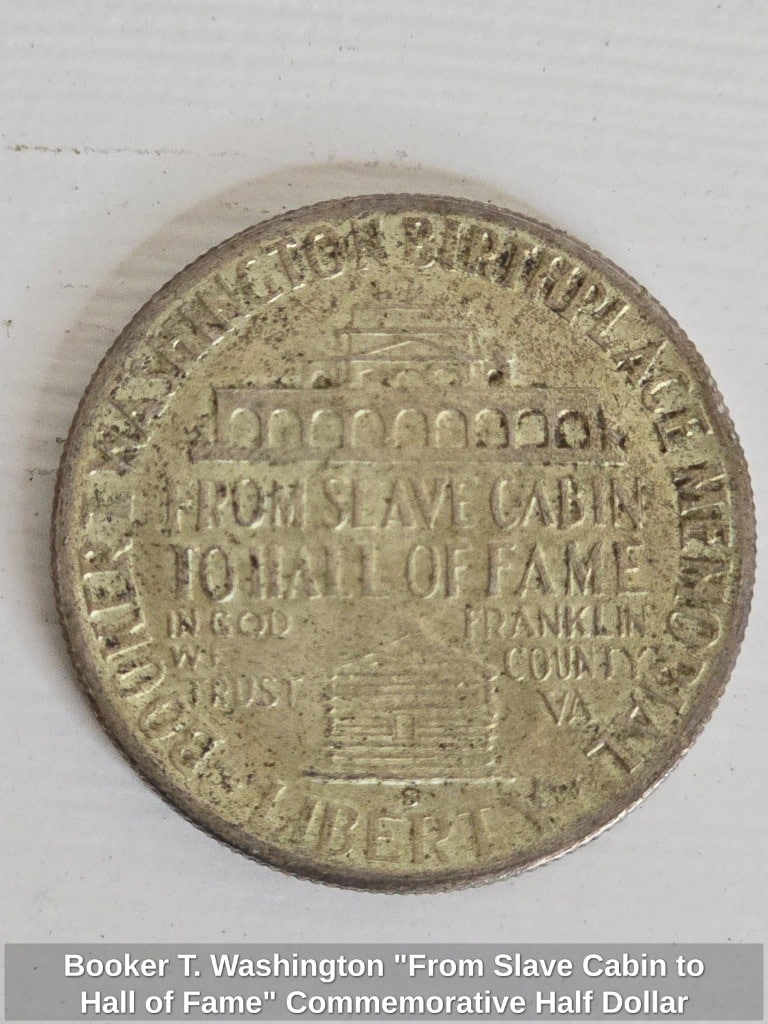 BOOKER T. WASHINGTON BIRTHPLACE MEMORIAL
FROM SLAVE CABIN
TO HALL OF FAME
IN GOD
WE
TRUST
FRANKLIN
COUNTY
VA.
S
LIBERTY
Booker T. Washington "From Slave Cabin to
Hall of Fame" Commemorative Half Dollar